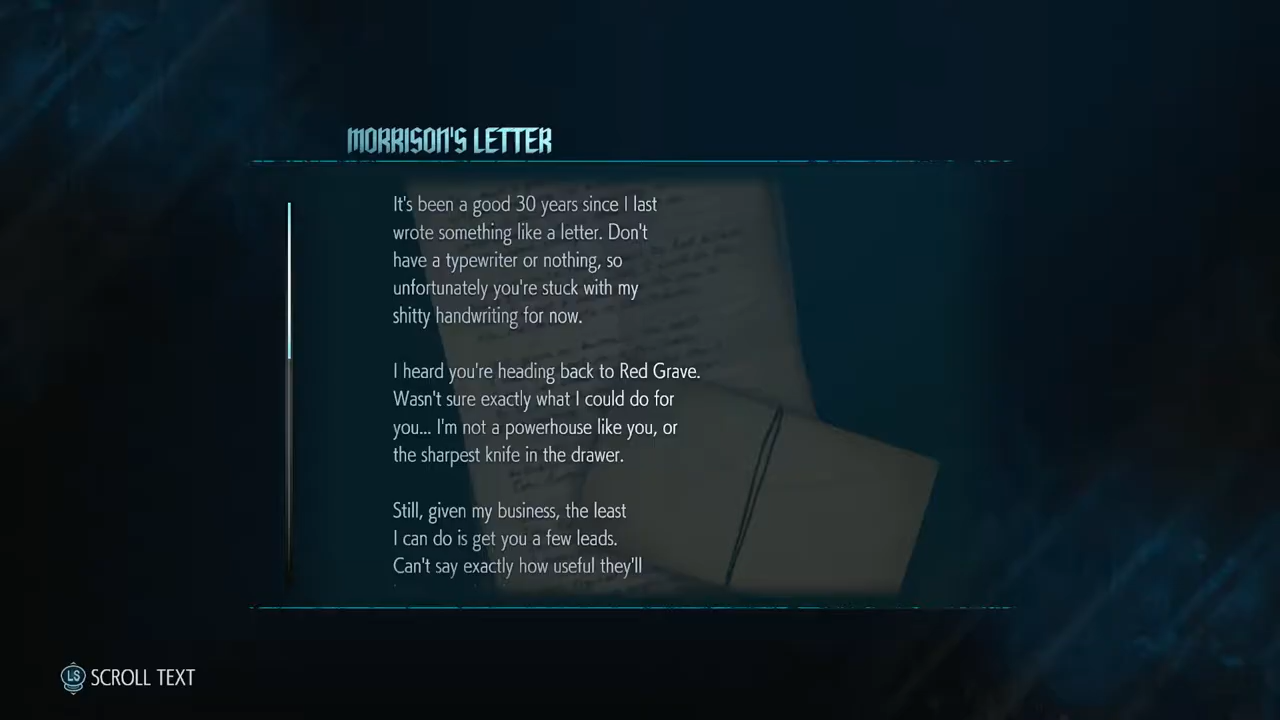 MORRISON'S LETTER
It's been a good 30 years since I last
wrote something like a letter. Don't
have a typewriter or nothing, so
unfortunately you're stuck with my
shitty handwriting for now.
I heard you're heading back to Red Grave.
Wasn't sure exactly what I could do for
you... I'm not a powerhouse like you, or
the sharpest knife in the drawer.
Still, given my business, the least
I can do is get you a few leads.
Can't say exactly how useful they'll
LS SCROLL TEXT